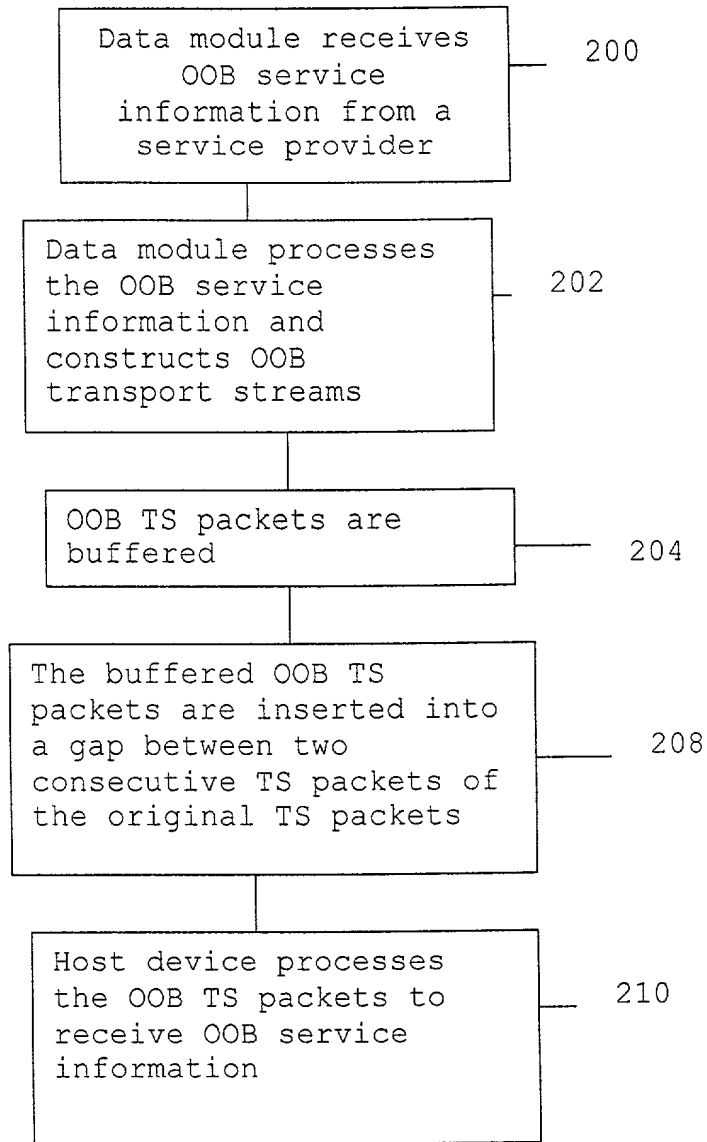 Data module receives
OOB service
information from a
service provider
200
Data module processes
the OOB service
information and
constructs OOB
transport streams
202
OOB TS packets are
buffered
204
The buffered OOB TS
packets are inserted into
a gap between two
consecutive TS packets of
the original TS packets
208
Host device processes
the OOB TS packets to
receive OOB service
information
210